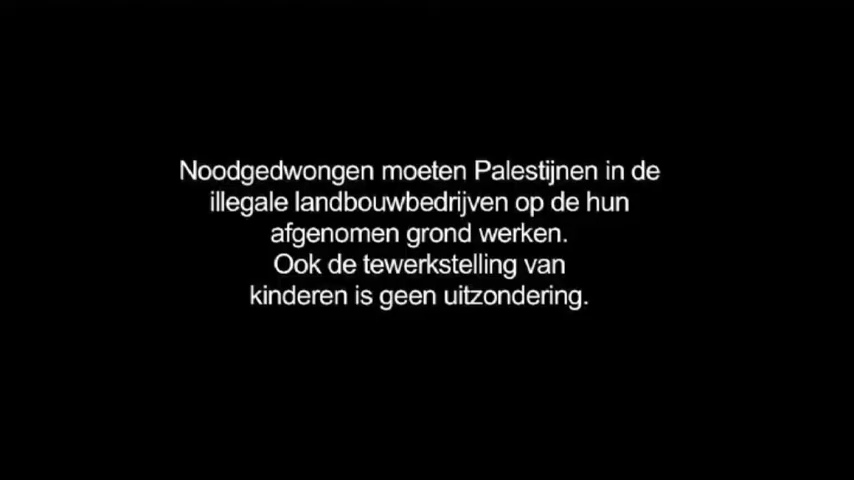 Noodgedwongen moeten Palestijnen in de
illegale landbouwbedrijven op de hun
afgenomen grond werken.
Ook de tewerkstelling van
kinderen is geen uitzondering.